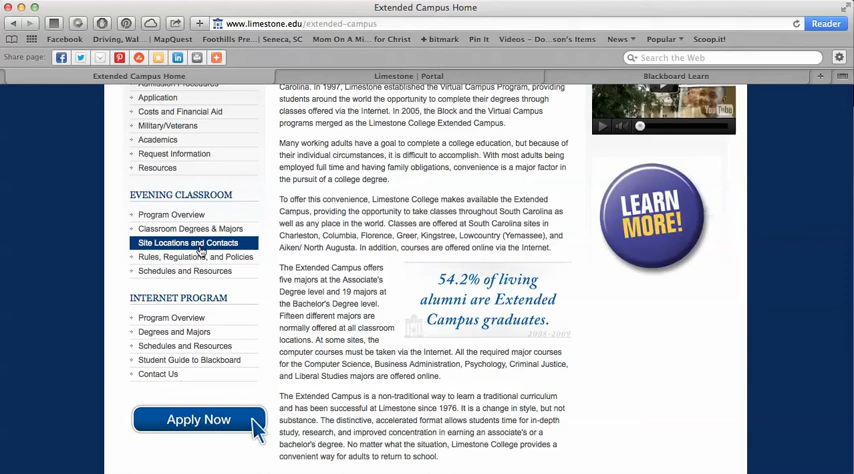 Extended Campus Home
www.limestone.edu/extended-campus
Reader
Facebook Driving, Wal... | MapQuest Foothills Pre... | Seneca, SC Mom On A Mi... For Christ + bitmark + Pin It Videos - Dev...son's Items News Popular Scoop.it!
Share page: Search the Web
Extended Campus Home Limestone | Portal Blackboard Learn
Application
Costs and Financial Aid
Military/Veterans
Academics
Request Information
Resources
EVENING CLASSROOM
Program Overview
Classroom Degrees & Majors
Site Locations and Contacts
Rules, Regulations, and Policies
Schedules and Resources
INTERNET PROGRAM
Program Overview
Degrees and Majors
Schedules and Resources
Student Guide to Blackboard
Contact Us
Apply Now
Carolina. In 1997, Limestone established the Virtual Campus Program, providing
students around the world the opportunity to complete their degrees through
classes offered via the Internet. In 2005, the Block and the Virtual Campus
programs merged as the Limestone College Extended Campus.
Many working adults have a goal to complete a college education, but because of
their individual circumstances, it is difficult to accomplish. With most adults being
employed full time and having family obligations, convenience is a major factor in
the pursuit of a college degree.
To offer this convenience, Limestone College makes available the Extended
Campus, providing the opportunity to take classes throughout South Carolina as
well as any place in the world. Classes are offered at South Carolina sites in
Charleston, Columbia, Florence, Greer, Kingstree, Lowcountry (Yemassee), and
Aiken/ North Augusta. In addition, courses are offered online via the Internet.
The Extended Campus offers
five majors at the Associate's
Degree level and 19 majors at
the Bachelor's Degree level.
Fifteen different majors are
normally offered at all classroom
locations. At some sites, the
computer courses must be taken via the Internet. All the required major courses
for the Computer Science, Business Administration, Psychology, Criminal Justice,
and Liberal Studies majors are offered online.
54.2% of living
alumni are Extended
Campus graduates.
2008-2009
The Extended Campus is a non-traditional way to learn a traditional curriculum
and has been successful at Limestone since 1976. It is a change in style, but not
substance. The distinctive, accelerated format allows students time for in-depth
study, research, and improved concentration in earning an associate's or a
bachelor's degree. No matter what the situation, Limestone College provides a
convenient way for adults to return to school.
YouTube
LEARN
MORE!